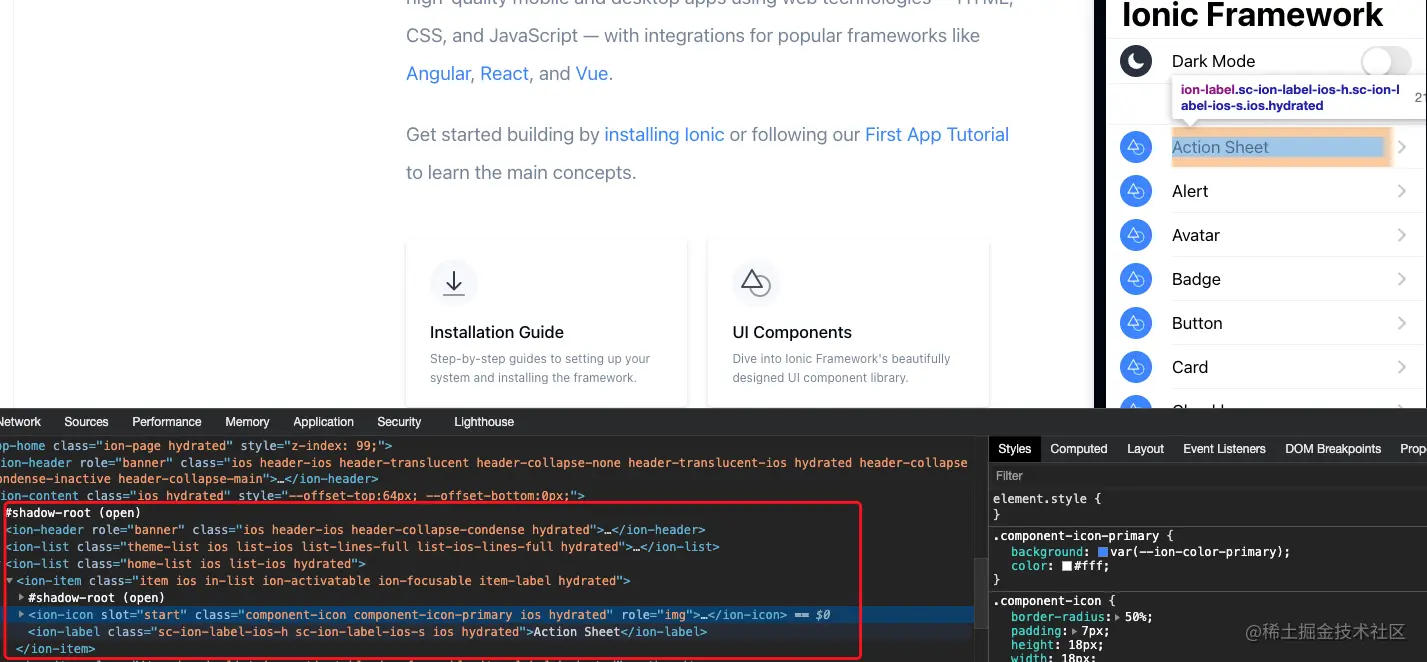 high-quality mobile and desktop apps using web technologies — HTML,
CSS, and JavaScript — with integrations for popular frameworks like
Angular, React, and Vue.
Get started building by installing Ionic or following our First App Tutorial
to learn the main concepts.
Installation Guide
Step-by-step guides to setting up your
system and installing the framework.
UI Components
Dive into Ionic Framework's beautifully
designed UI component library.
Ionic Framework
Dark Mode
ion-label.sc-ion-label-ios-h.sc-ion-l
abel-ios-s.ios.hydrated
21
Action Sheet
Alert
Avatar
Badge
Button
Card
Network Sources Performance Memory Application Security Lighthouse
pp-home class="ion-page hydrated" style="z-index: 99;">
ion-header role="banner" class="ios header-ios header-translucent header-collapse-none header-translucent-ios hydrated header-collapse
ondense-inactive header-collapse-main">…</ion-header>
ion-content class="ios hydrated" style="--offset-top:64px; --offset-bottom:0px;">
#shadow-root (open)
<ion-header role="banner" class="ios header-ios header-collapse-condense hydrated">…</ion-header>
<ion-list class="theme-list ios list-ios list-lines-full list-ios-lines-full hydrated">…</ion-list>
<ion-list class="home-list ios list-ios hydrated">
<ion-item class="item ios in-list ion-activatable ion-focusable item-label hydrated">
#shadow-root (open)
<ion-icon slot="start" class="component-icon component-icon-primary ios hydrated" role="img">…</ion-icon> == $0
<ion-label class="sc-ion-label-ios-h sc-ion-label-ios-s ios hydrated">Action Sheet</ion-label>
</ion-item>
Styles Computed Layout Event Listeners DOM Breakpoints Prop
Filter
element.style {
}
.component-icon-primary {
background: var(--ion-color-primary);
color: #fff;
}
.component-icon {
border-radius: 50%;
padding: 7px;
height: 18px;
width: 18px;
@稀土掘金技术社区